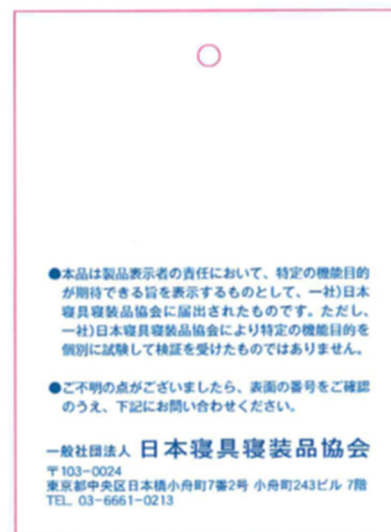 ●本品は製品表示者の責任において、特定の機能目的
が期待できる旨を表示するものとして、一社)日本
寝具寝装品協会に届出されたものです。ただし、
一社)日本寝具寝装品協会により特定の機能目的を
個別に試験して検証を受けたものではありません。
●ご不明の点がございましたら、表面の番号をご確認
のうえ、下記にお問い合わせください。
一般社団法人 日本寝具寝装品協会
〒103-0024
東京都中央区日本橋小舟町7番2号 小舟町243ビル 7階
TEL. 03-6661-0213